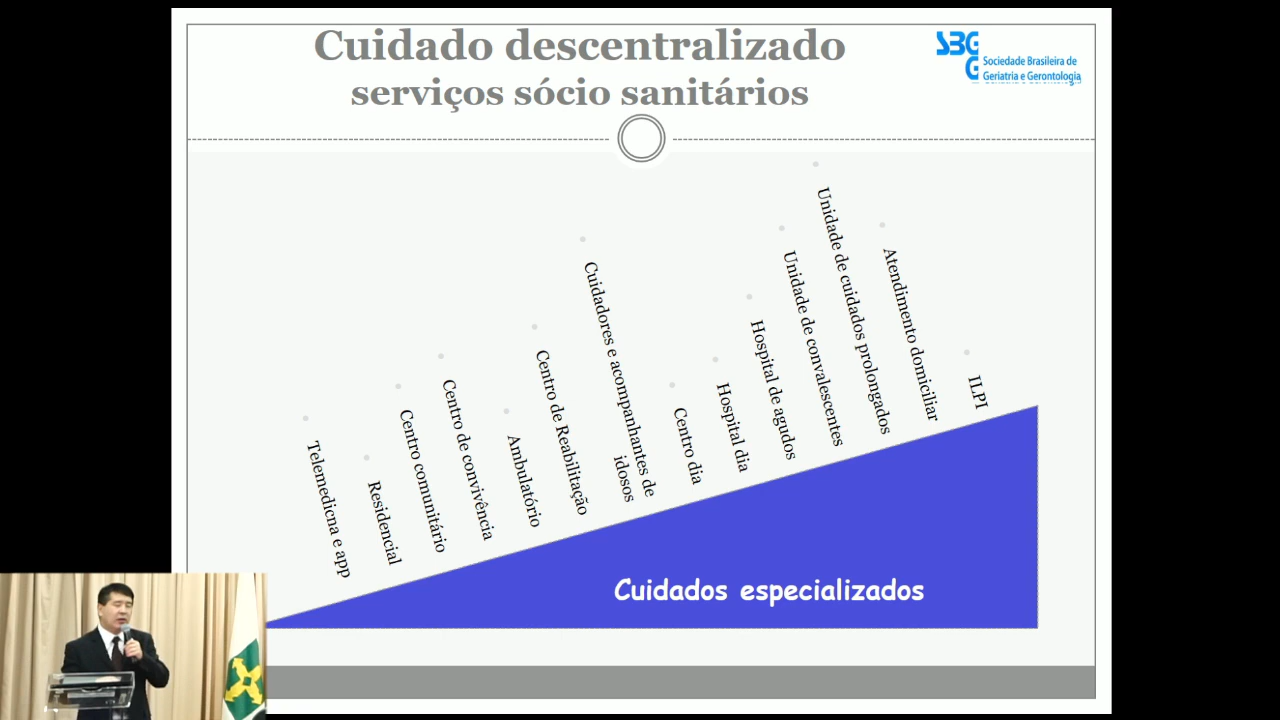 Cuidado descentralizado
serviços sócio sanitários
SBGG
Sociedade Brasileira de
Geriatria e Gerontologia
Telemedicna e app
Residencial
Centro comunitário
Centro de convivência
Ambulatório
Centro de Reabilitação
Cuidadores e acompanhantes de
idosos
Centro dia
Hospital dia
Hospital de agudos
Unidade de convalescentes
Unidade de cuidados prolongados
Atendimento domiciliar
ILPI
Cuidados especializados